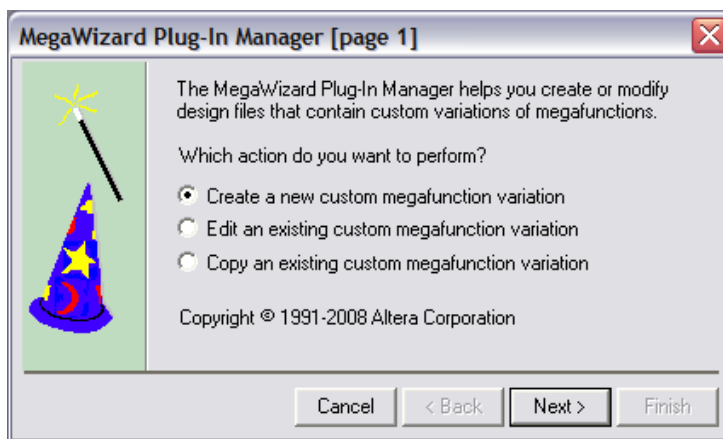 MegaWizard Plug-In Manager [page 1]
The MegaWizard Plug-In Manager helps you create or modify
design files that contain custom variations of megafunctions.
Which action do you want to perform?
Create a new custom megafunction variation
Edit an existing custom megafunction variation
Copy an existing custom megafunction variation
Copyright © 1991-2008 Altera Corporation
Cancel
< Back
Next >
Finish